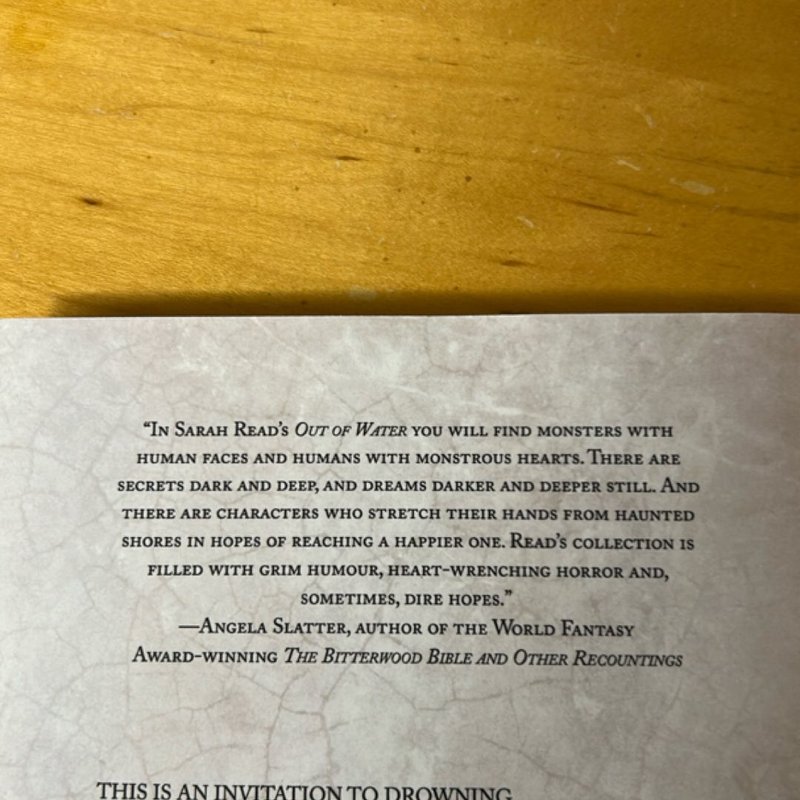 “In Sarah Read’s Out of Water you will find monsters with
human faces and humans with monstrous hearts. There are
secrets dark and deep, and dreams darker and deeper still. And
there are characters who stretch their hands from haunted
shores in hopes of reaching a happier one. Read’s collection is
filled with grim humour, heart-wrenching horror and,
sometimes, dire hopes.”
—Angela Slatter, author of the World Fantasy
Award-winning The Bitterwood Bible and Other Recountings
THIS IS AN INVITATION TO DROWNING.